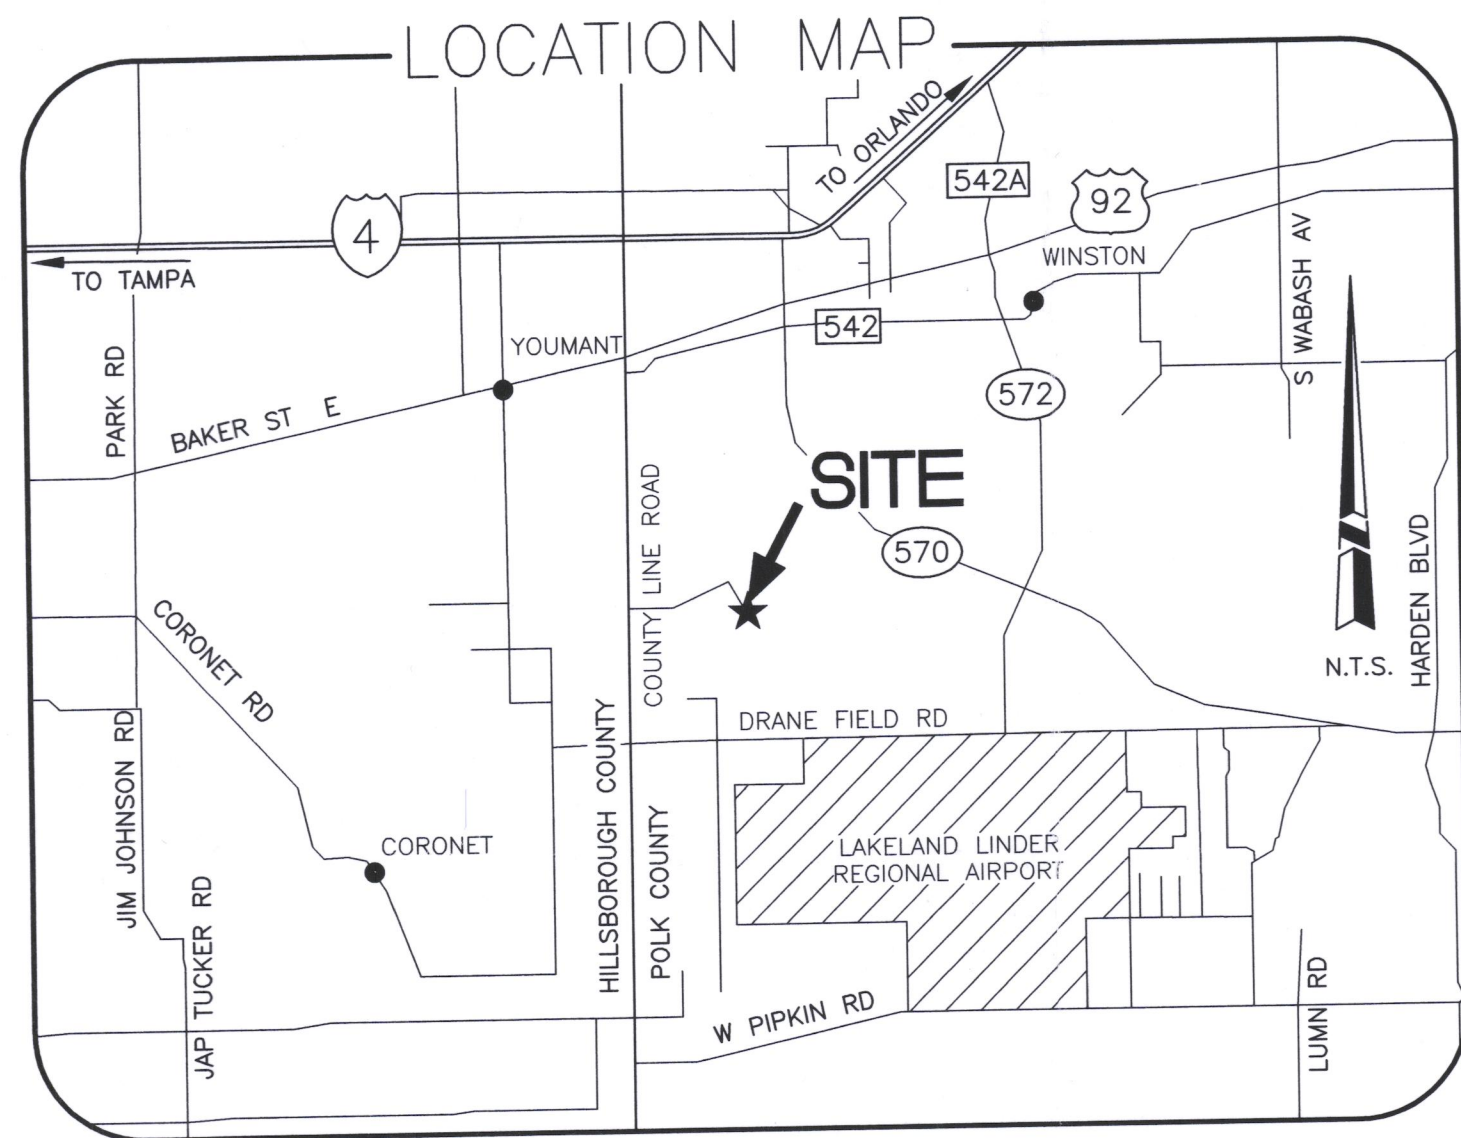 LOCATION MAP
TO ORLANDO
542A
92
4
WINSTON
TO TAMPA
S WABASH AV
542
YOUMANT
PARK RD
572
BAKER ST E
SITE
COUNTY LINE ROAD
570
HARDEN BLVD
CORONET RD
N.T.S.
DRANE FIELD RD
JIM JOHNSON RD
HILLSBOROUGH COUNTY
POLK COUNTY
CORONET
LAKELAND LINDER
REGIONAL AIRPORT
JAP TUCKER RD
W PIPKIN RD
LUMN RD